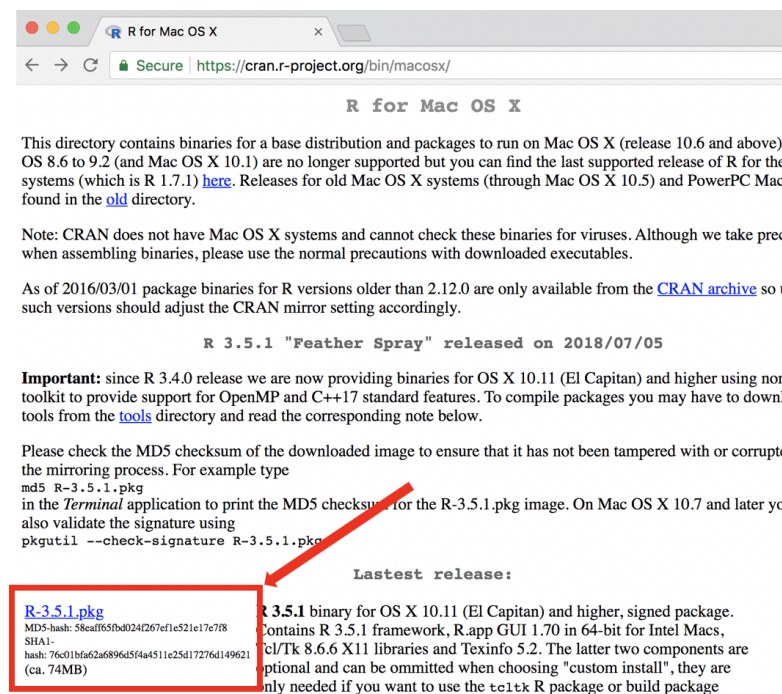 R for Mac OS X
Secure https://cran.r-project.org/bin/macosx/
R for Mac OS X
This directory contains binaries for a base distribution and packages to run on Mac OS X (release 10.6 and above)
OS 8.6 to 9.2 (and Mac OS X 10.1) are no longer supported but you can find the last supported release of R for the
systems (which is R 1.7.1) here. Releases for old Mac OS X systems (through Mac OS X 10.5) and PowerPC Mac
found in the old directory.
Note: CRAN does not have Mac OS X systems and cannot check these binaries for viruses. Although we take prec
when assembling binaries, please use the normal precautions with downloaded executables.
As of 2016/03/01 package binaries for R versions older than 2.12.0 are only available from the CRAN archive so
such versions should adjust the CRAN mirror setting accordingly.
R 3.5.1 "Feather Spray" released on 2018/07/05
Important: since R 3.4.0 release we are now providing binaries for OS X 10.11 (El Capitan) and higher using non
toolkit to provide support for OpenMP and C++17 standard features. To compile packages you may have to down
tools from the tools directory and read the corresponding note below.
Please check the MD5 checksum of the downloaded image to ensure that it has not been tampered with or corrupte
the mirroring process. For example type
md5 R-3.5.1.pkg
in the Terminal application to print the MD5 checksum for the R-3.5.1.pkg image. On Mac OS X 10.7 and later yo
also validate the signature using
pkgutil --check-signature R-3.5.1.pkg
Lastest release:
R-3.5.1.pkg
MD5-hash: 58eaff65fbd024f267ef1e521e17e7f8
SHA1-
hash: 76c01bfa62a6896d5f4a4511e25d17276d149621
(ca. 74MB)
R 3.5.1 binary for OS X 10.11 (El Capitan) and higher, signed package.
Contains R 3.5.1 framework, R.app GUI 1.70 in 64-bit for Intel Macs,
Tcl/Tk 8.6.6 X11 libraries and Texinfo 5.2. The latter two components are
optional and can be ommitted when choosing "custom install", they are
only needed if you want to use the tcltk R package or build package